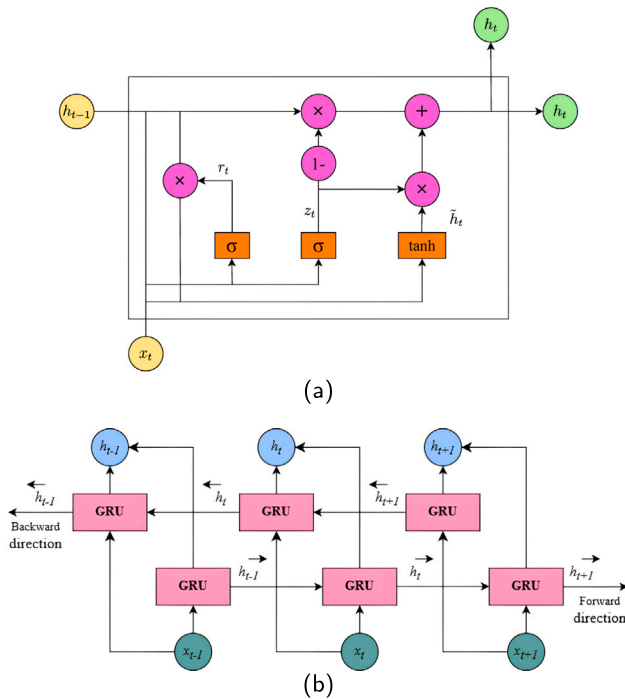 h_t
h_{t-1} × + h_t
1-
r_t
× ×
z_t h̃_t
σ σ tanh
x_t
(a)
h_{t-1} h_t h_{t+1}
←h_{t-1} ←h_t ←h_{t+1}
GRU GRU GRU
Backward
direction
→h_{t-1} →h_t →h_{t+1}
GRU GRU GRU
Forward
direction
x_{t-1} x_t x_{t+1}
(b)